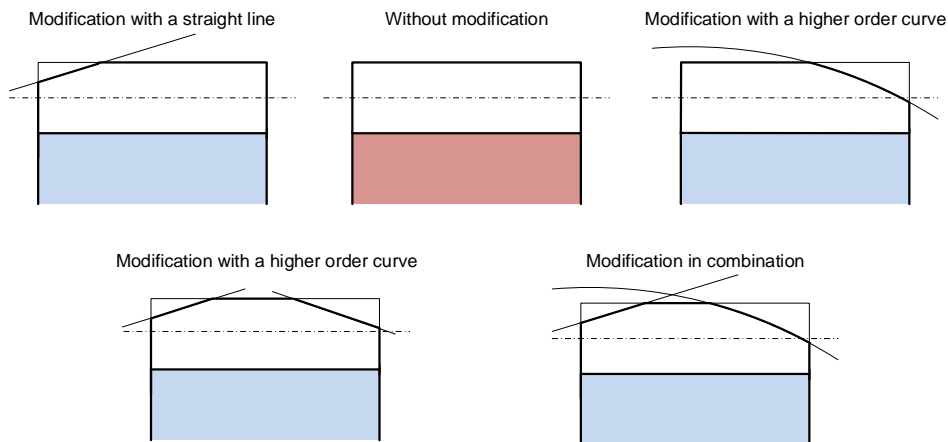 Modification with a straight line
Without modification
Modification with a higher order curve
Modification with a higher order curve
Modification in combination